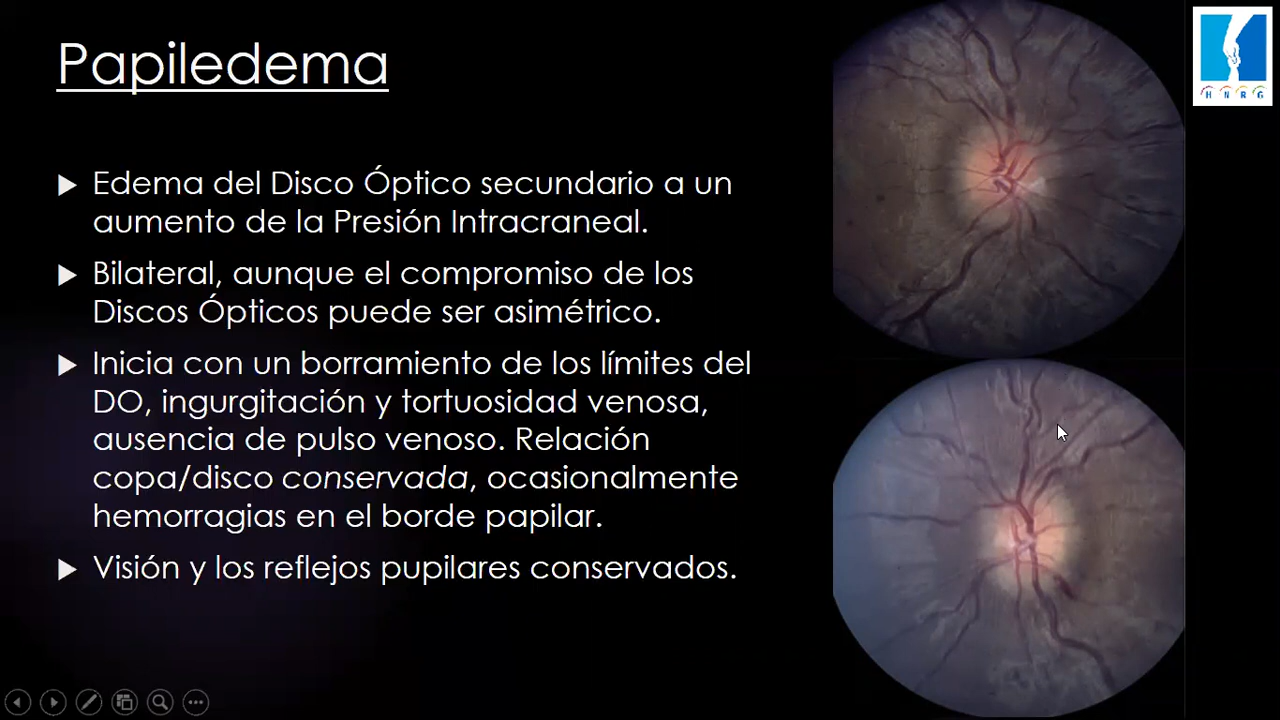 Papiledema
Edema del Disco Óptico secundario a un
aumento de la Presión Intracraneal.
Bilateral, aunque el compromiso de los
Discos Ópticos puede ser asimétrico.
Inicia con un borramiento de los límites del
DO, ingurgitación y tortuosidad venosa,
ausencia de pulso venoso. Relación
copa/disco conservada, ocasionalmente
hemorragias en el borde papilar.
Visión y los reflejos pupilares conservados.
H N R G